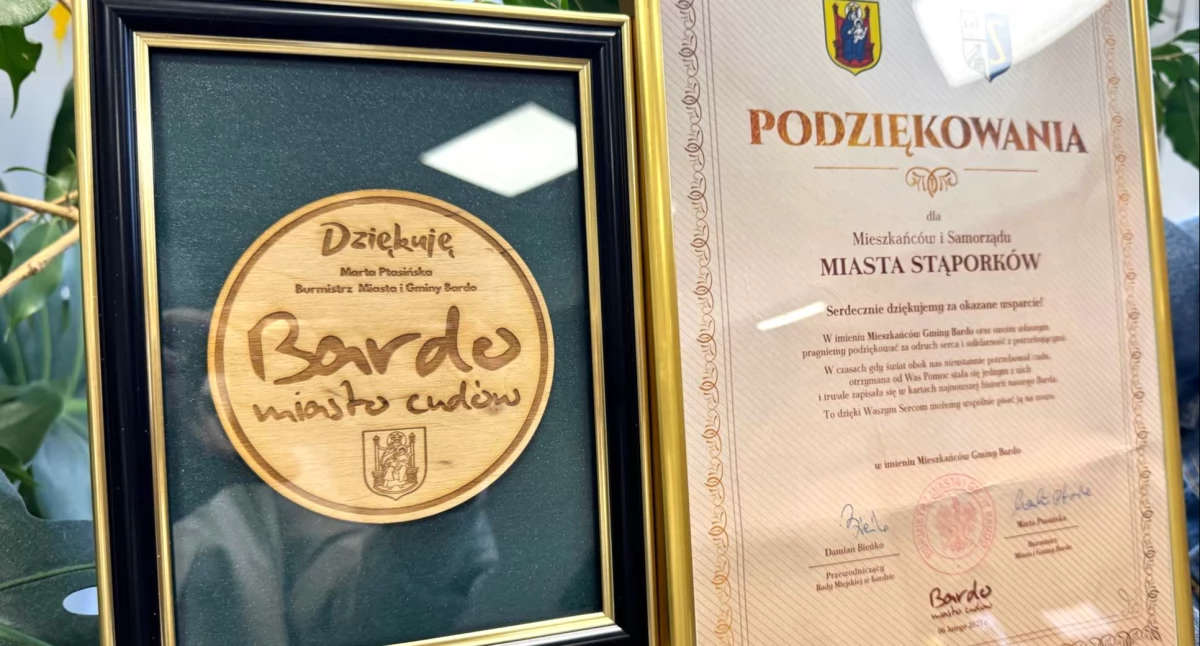 Dziękuję
Marta Ptasińska
Burmistrz Miasta i Gminy Bardo
Bardo
miasto cudów
PODZIĘKOWANIA
dla
Mieszkańców i Samorządu
MIASTA STĄPORKÓW
Serdecznie dziękujemy za okazane wsparcie!
W imieniu Mieszkańców Gminy Bardo oraz swoim własnym
pragniemy podziękować za odruch serca i solidarność z potrzebującymi.
W czasach gdy świat obok nas nieustannie potrzebował cudu,
otrzymana od Was Pomoc stała się jednym z nich
i trwale zapisała się w kartach najnowszej historii naszego Barda.
To dzięki Waszym Sercom możemy wspólnie pisać ją na nowo.
w imieniu Mieszkańców Gminy Bardo
Damian Bieńko
Przewodniczący
Rady Miejskiej w Bardzie
Marta Ptasińska
Burmistrz
Miasta i Gminy Bardo
Bardo
miasto cudów
06 lutego